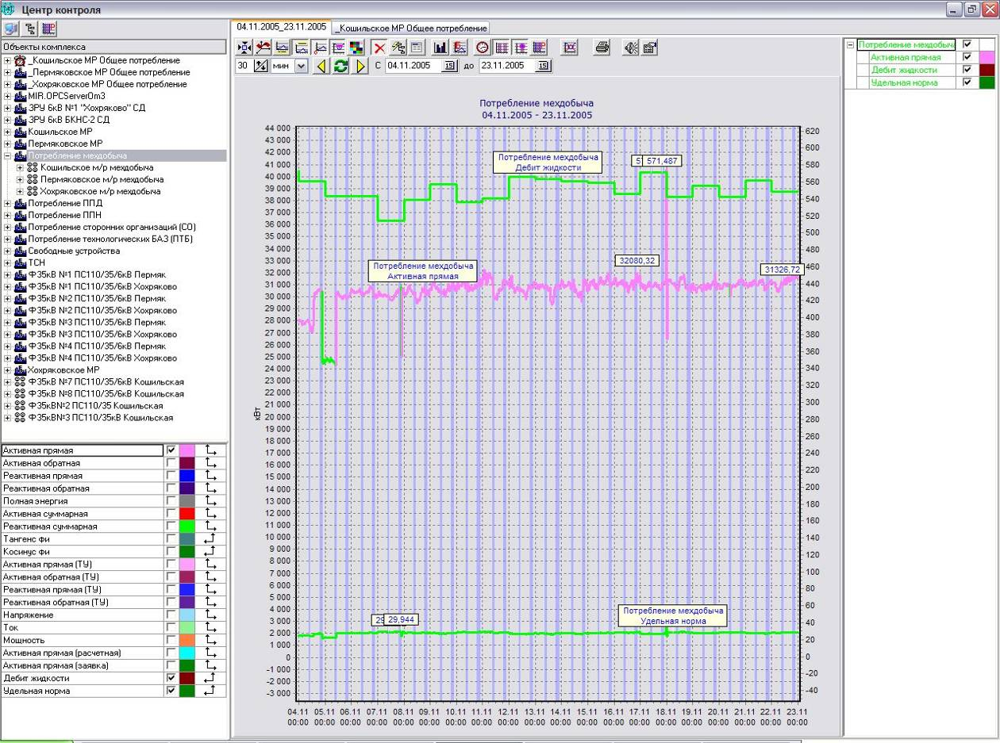 Центр контроля
Объекты комплекса
_Кошильское МР Общее потребление
_Пермяковское МР Общее потребление
_Хохряковское МР Общее потребление
MIR.OPCServerOm3
ЗРУ 6кВ №1 "Хохряково" СД
ЗРУ 6кВ БКНС-2 СД
Кошильское МР
Пермяковское МР
Потребление мехдобыча
Кошильское м/р мехдобыча
Пермяковское м/р мехдобыча
Хохряковское м/р мехдобыча
Потребление ППД
Потребление ППН
Потребление сторонних организаций (СО)
Потребление технологических БАЗ (ПТБ)
Свободные устройства
ТСН
Ф35кВ №1 ПС110/35/6кВ Пермяк
Ф35кВ №1 ПС110/35/6кВ Хохряково
Ф35кВ №2 ПС110/35/6кВ Пермяк
Ф35кВ №2 ПС110/35/6кВ Хохряково
Ф35кВ №3 ПС110/35/6кВ Пермяк
Ф35кВ №3 ПС110/35/6кВ Хохряково
Ф35кВ №4 ПС110/35/6кВ Пермяк
Ф35кВ №4 ПС110/35/6кВ Хохряково
Хохряковское МР
Ф35кВ №7 ПС110/35/6кВ Кошильская
Ф35кВ №8 ПС110/35/6кВ Кошильская
Ф35кВ№2 ПС110/35 Кошильская
Ф35кВ№3 ПС110/35кВ Кошильская
Активная прямая
Активная обратная
Реактивная прямая
Реактивная обратная
Полная энергия
Активная суммарная
Реактивная суммарная
Тангенс фи
Косинус фи
Активная прямая (ТУ)
Активная обратная (ТУ)
Реактивная прямая (ТУ)
Реактивная обратная (ТУ)
Напряжение
Ток
Мощность
Активная прямая (расчетная)
Активная прямая (заявка)
Дебит жидкости
Удельная норма
04.11.2005_23.11.2005
_Кошильское МР Общее потребление
30 мин С 04.11.2005 15 до 23.11.2005 15
Потребление мехдобыча
04.11.2005 - 23.11.2005
44 000
43 000
42 000
41 000
40 000
39 000
38 000
37 000
36 000
35 000
34 000
33 000
32 000
31 000
30 000
29 000
28 000
27 000
26 000
25 000
24 000
23 000
22 000
21 000
20 000
19 000
18 000
17 000
16 000
15 000
14 000
13 000
12 000
11 000
10 000
9 000
8 000
7 000
6 000
5 000
4 000
3 000
2 000
1 000
0
-1 000
-2 000
-3 000
кВт
Потребление мехдобыча
Дебит жидкости
571,487
Потребление мехдобыча
Активная прямая
32080,32
31326,72
29,944
Потребление мехдобыча
Удельная норма
620
600
580
560
540
520
500
480
460
440
420
400
380
360
340
320
300
280
260
240
220
200
180
160
140
120
100
80
60
40
20
0
-20
-40
04.11 05.11 06.11 07.11 08.11 09.11 10.11 11.11 12.11 13.11 14.11 15.11 16.11 17.11 18.11 19.11 20.11 21.11 22.11 23.11
00:00 00:00 00:00 00:00 00:00 00:00 00:00 00:00 00:00 00:00 00:00 00:00 00:00 00:00 00:00 00:00 00:00 00:00 00:00 00:00
Потребление мехдобыча
Активная прямая
Дебит жидкости
Удельная норма